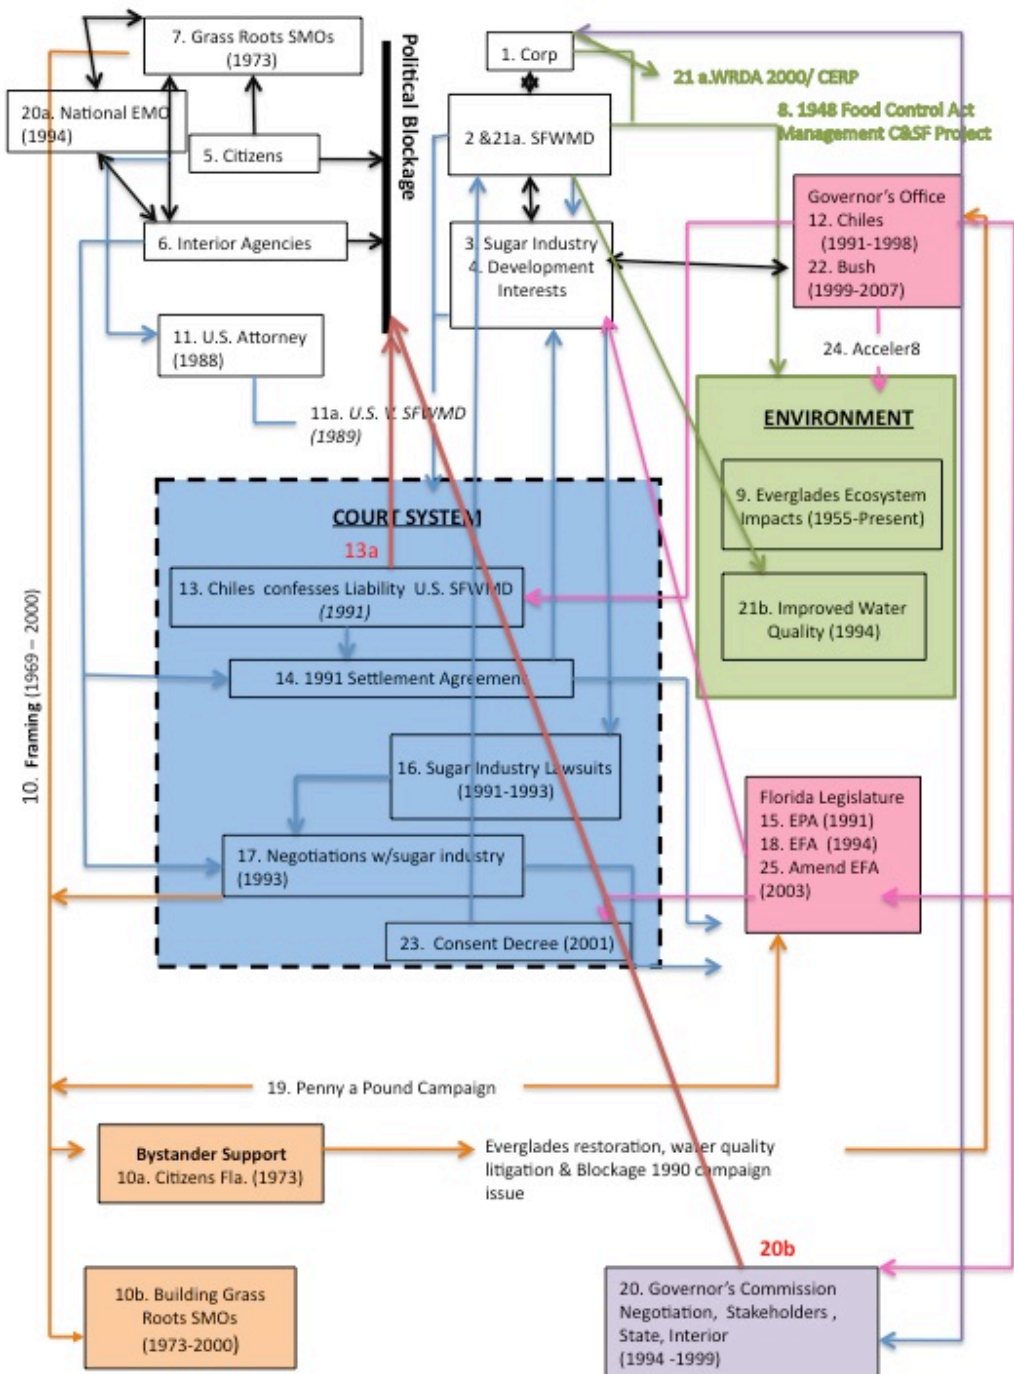 7. Grass Roots SMOs
(1973)
Political Blockage
1. Corp
21 a.WRDA 2000/ CERP
20a. National EMO
(1994)
8. 1948 Food Control Act
Management C&SF Project
2 &21a. SFWMD
5. Citizens
Governor's Office
12. Chiles
(1991-1998)
22. Bush
(1999-2007)
6. Interior Agencies
3. Sugar Industry
4. Development
Interests
11. U.S. Attorney
(1988)
24. Acceler8
11a. U.S. V. SFWMD
(1989)
ENVIRONMENT
9. Everglades Ecosystem
Impacts (1955-Present)
21b. Improved Water
Quality (1994)
COURT SYSTEM
13a
13. Chiles confesses Liability U.S. SFWMD
(1991)
14. 1991 Settlement Agreement
16. Sugar Industry Lawsuits
(1991-1993)
17. Negotiations w/sugar industry
(1993)
23. Consent Decree (2001)
10. Framing (1969 – 2000)
Florida Legislature
15. EPA (1991)
18. EFA (1994)
25. Amend EFA
(2003)
19. Penny a Pound Campaign
Bystander Support
10a. Citizens Fla. (1973)
Everglades restoration, water quality
litigation & Blockage 1990 campaign
issue
10b. Building Grass
Roots SMOs
(1973-2000)
20b
20. Governor's Commission
Negotiation, Stakeholders ,
State, Interior
(1994 -1999)